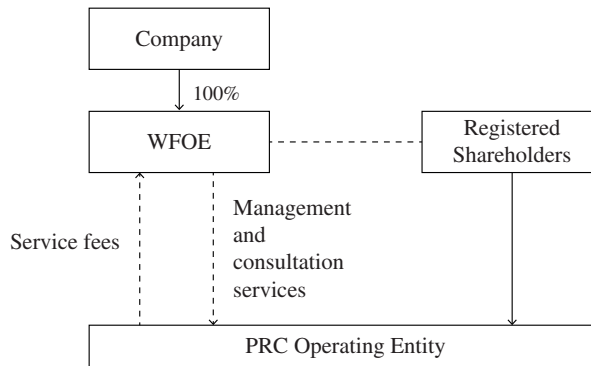 Company
100%
WFOE
Registered
Shareholders
Service fees
Management
and
consultation
services
PRC Operating Entity